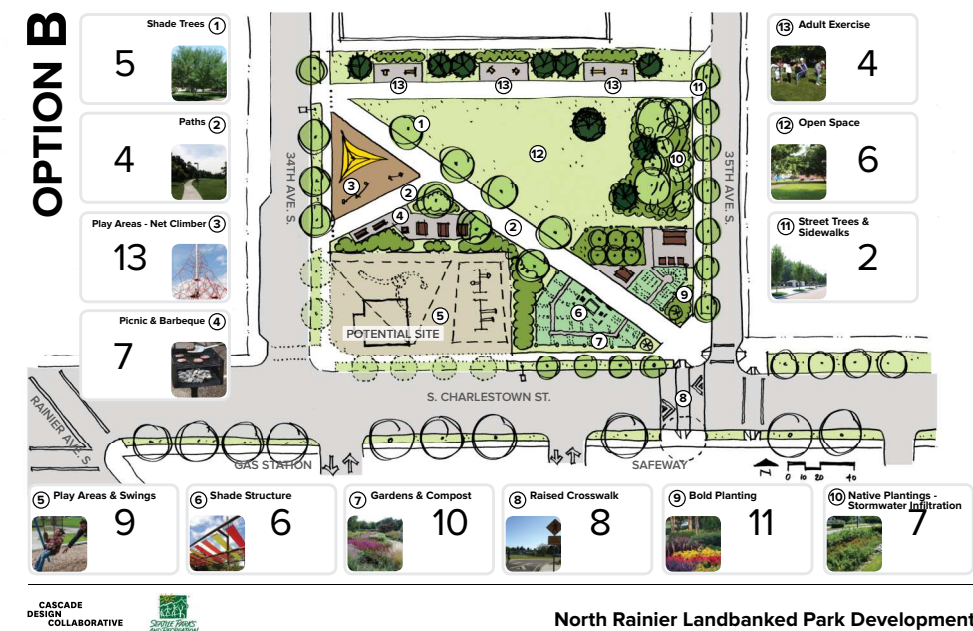 OPTION B
Shade Trees 1
5
Paths 2
4
Play Areas - Net Climber 3
13
Picnic & Barbeque 4
7
13 Adult Exercise
4
12 Open Space
6
11 Street Trees &
Sidewalks
2
13 13 13
11
1
12
10
3
2
4
2
9
5
6
7
8
34TH AVE. S.
35TH AVE. S.
POTENTIAL SITE
S. CHARLESTOWN ST.
RAINIER AVE. S.
GAS STATION
SAFEWAY
N
0 10 20 40
5 Play Areas & Swings
9
6 Shade Structure
6
7 Gardens & Compost
10
8 Raised Crosswalk
8
9 Bold Planting
11
10 Native Plantings -
Stormwater Infiltration
7
CASCADE
DESIGN
COLLABORATIVE
SEATTLE PARKS
AND RECREATION
North Rainier Landbanked Park Development